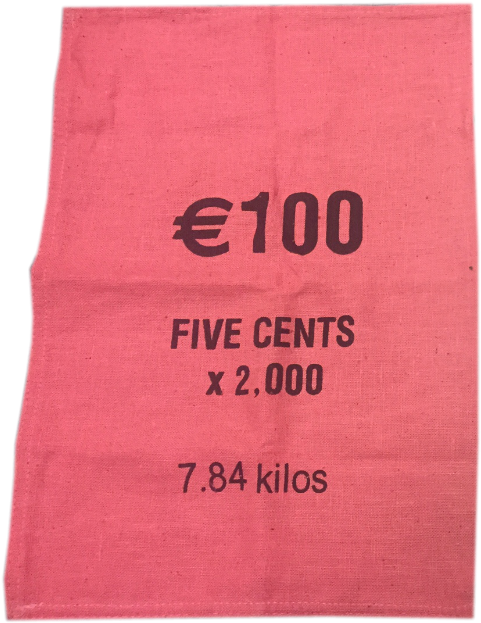 €100
FIVE CENTS
x 2,000
7.84 kilos